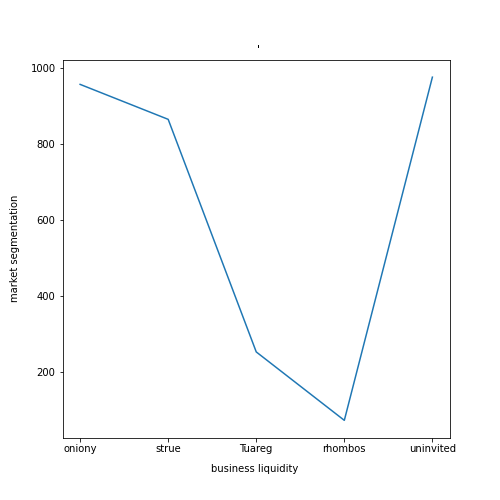 '
1000
800
600
400
200
market segmentation
oniony strue Tuareg rhombos uninvited
business liquidity